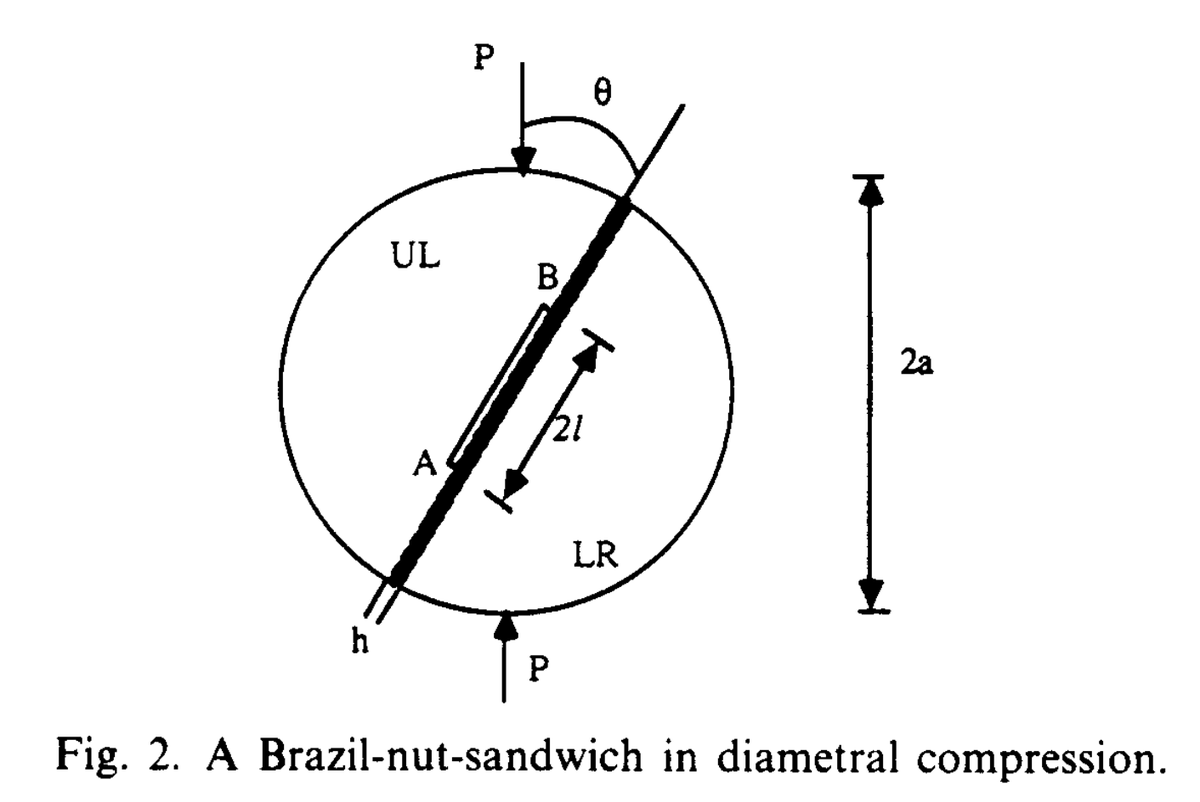 P
θ
UL
B
2a
2l
A
LR
h
P
Fig. 2. A Brazil-nut-sandwich in diametral compression.